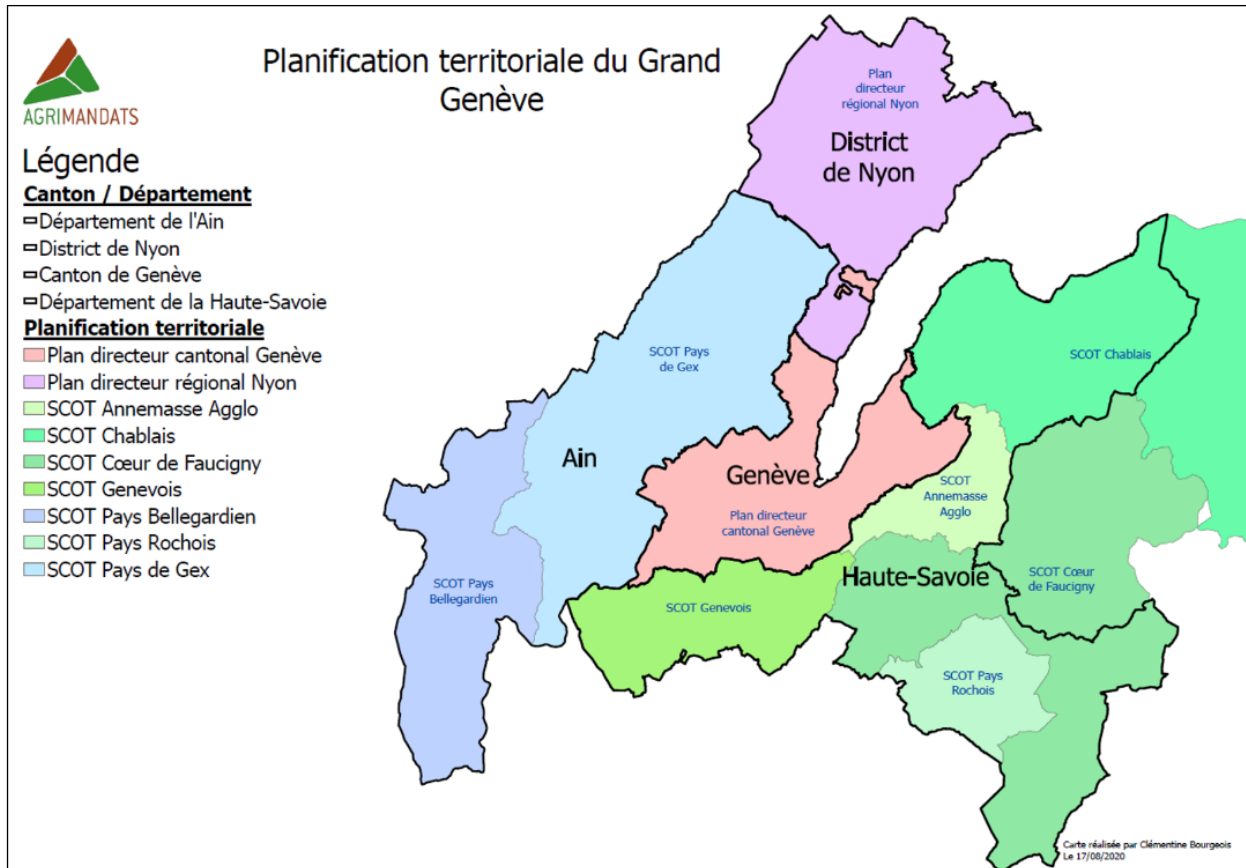 Planification territoriale du Grand
Genève
AGRIMANDATS
Légende
Canton / Département
Département de l'Ain
District de Nyon
Canton de Genève
Département de la Haute-Savoie
Planification territoriale
Plan directeur cantonal Genève
Plan directeur régional Nyon
SCOT Annemasse Agglo
SCOT Chablais
SCOT Cœur de Faucigny
SCOT Genevois
SCOT Pays Bellegardien
SCOT Pays Rochois
SCOT Pays de Gex
Plan
directeur
régional Nyon
District
de Nyon
SCOT Pays
de Gex
SCOT Chablais
Ain
Genève
Plan directeur
cantonal Genève
SCOT
Annemasse
Agglo
SCOT Pays
Bellegardien
Haute-Savoie
SCOT Cœur
de Faucigny
SCOT Genevois
SCOT Pays
Rochois
Carte réalisée par Clémentine Bourgeois
Le 17/08/2020